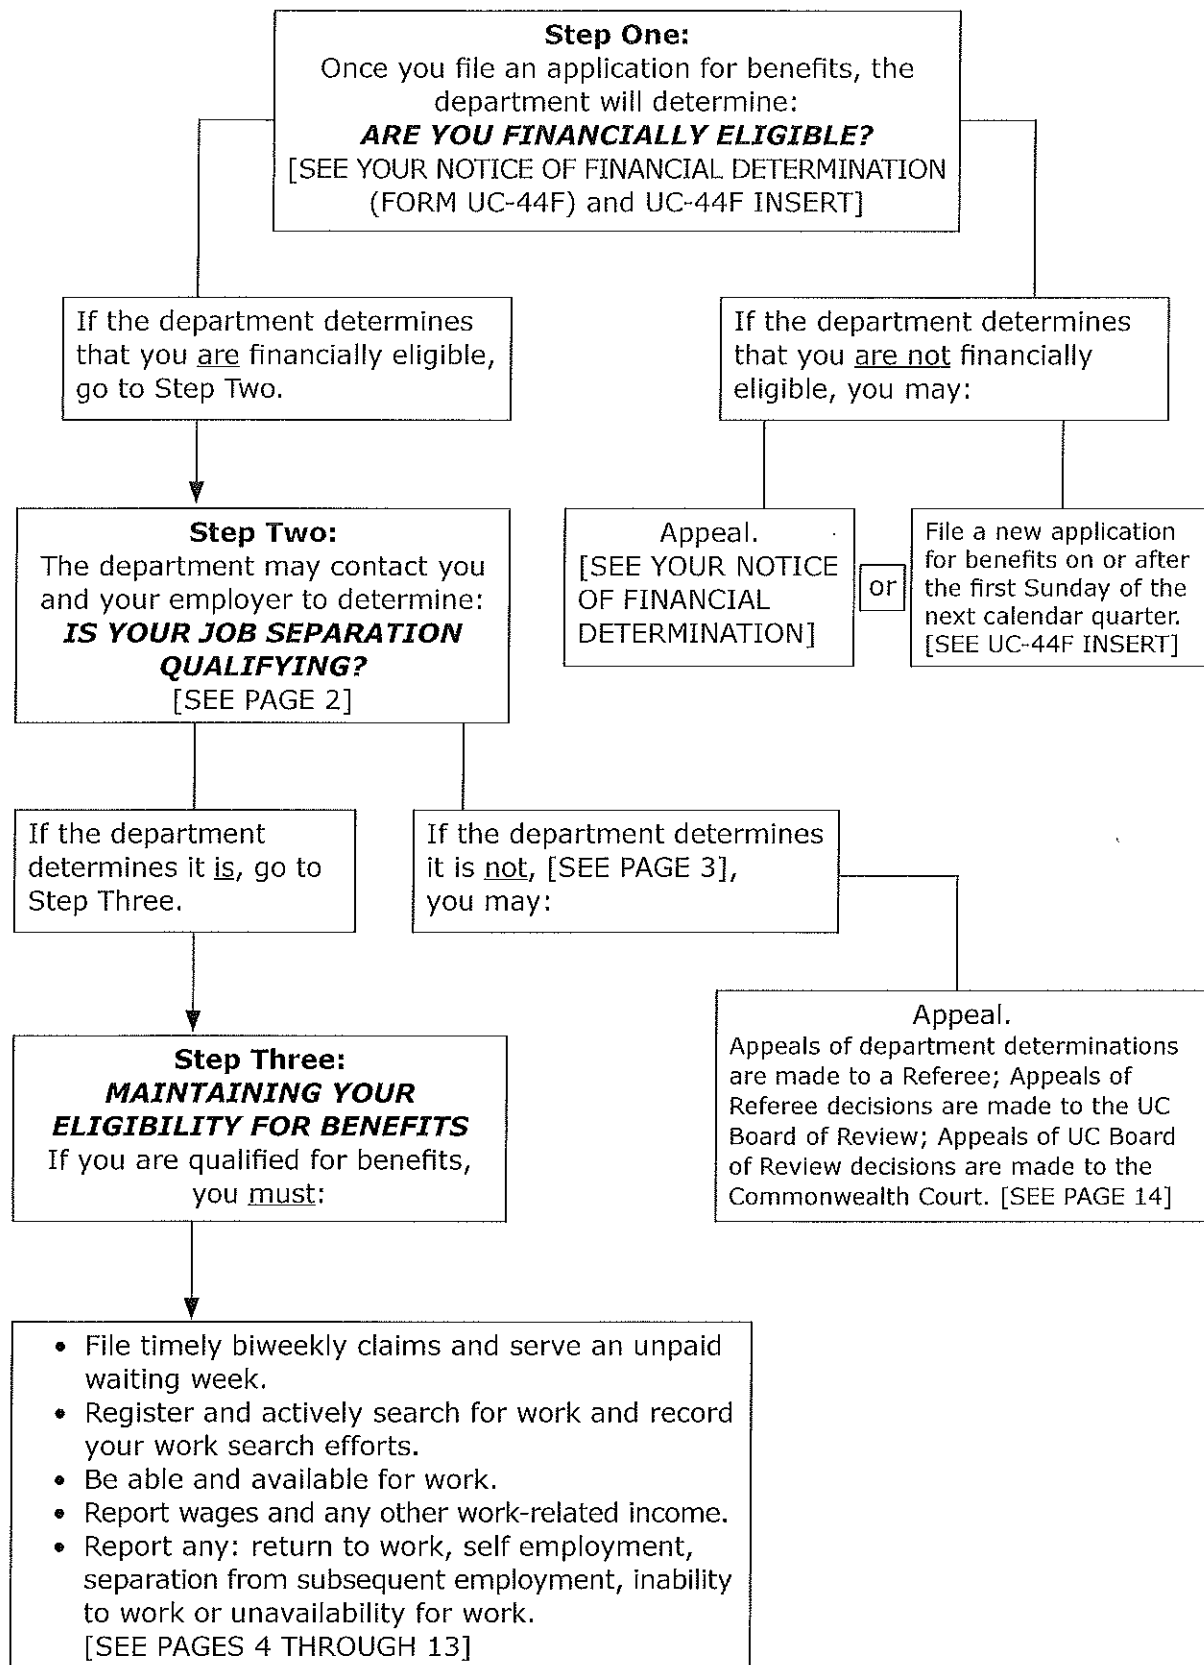 Step One:
Once you file an application for benefits, the
department will determine:
ARE YOU FINANCIALLY ELIGIBLE?
[SEE YOUR NOTICE OF FINANCIAL DETERMINATION
(FORM UC-44F) and UC-44F INSERT]
If the department determines
that you are financially eligible,
go to Step Two.
If the department determines
that you are not financially
eligible, you may:
Step Two:
The department may contact you
and your employer to determine:
IS YOUR JOB SEPARATION
QUALIFYING?
[SEE PAGE 2]
Appeal.
[SEE YOUR NOTICE
OF FINANCIAL
DETERMINATION]
or
File a new application
for benefits on or after
the first Sunday of the
next calendar quarter.
[SEE UC-44F INSERT]
If the department
determines it is, go to
Step Three.
If the department determines
it is not, [SEE PAGE 3],
you may:
Appeal.
Appeals of department determinations
are made to a Referee; Appeals of
Referee decisions are made to the UC
Board of Review; Appeals of UC Board
of Review decisions are made to the
Commonwealth Court. [SEE PAGE 14]
Step Three:
MAINTAINING YOUR
ELIGIBILITY FOR BENEFITS
If you are qualified for benefits,
you must:
• File timely biweekly claims and serve an unpaid
waiting week.
• Register and actively search for work and record
your work search efforts.
• Be able and available for work.
• Report wages and any other work-related income.
• Report any: return to work, self employment,
separation from subsequent employment, inability
to work or unavailability for work.
[SEE PAGES 4 THROUGH 13]